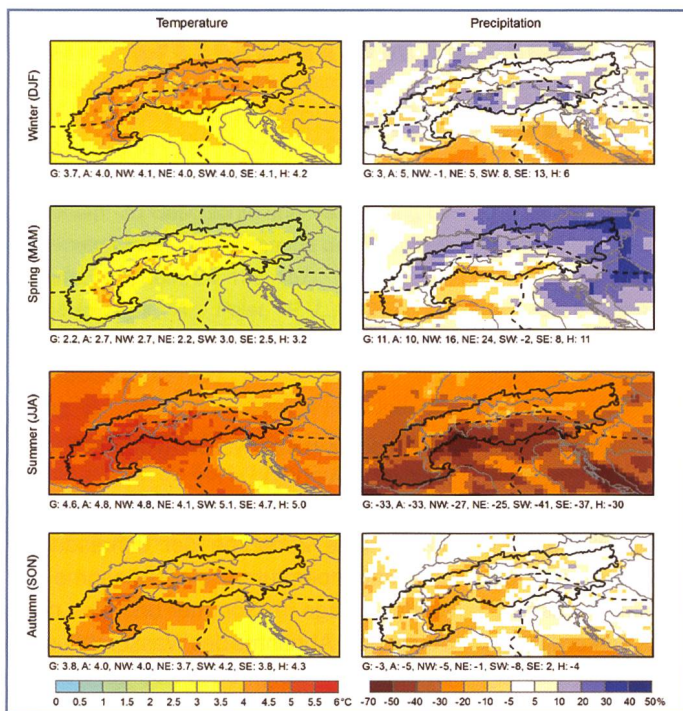 Temperature
Precipitation
Winter (DJF)
G: 3.7, A: 4.0, NW: 4.1, NE: 4.0, SW: 4.0, SE: 4.1, H: 4.2
G: 3, A: 5, NW: -1, NE: 5, SW: 8, SE: 13, H: 6
Spring (MAM)
G: 2.2, A: 2.7, NW: 2.7, NE: 2.2, SW: 3.0, SE: 2.5, H: 3.2
G: 11, A: 10, NW: 16, NE: 24, SW: -2, SE: 8, H: 11
Summer (JJA)
G: 4.6, A: 4.8, NW: 4.8, NE: 4.1, SW: 5.1, SE: 4.7, H: 5.0
G: -33, A: -33, NW: -27, NE: -25, SW: -41, SE: -37, H: -30
Autumn (SON)
G: 3.8, A: 4.0, NW: 4.0, NE: 3.7, SW: 4.2, SE: 3.8, H: 4.3
G: -3, A: -5, NW: -5, NE: -1, SW: -8, SE: 2, H: -4
0 0.5 1 1.5 2 2.5 3 3.5 4 4.5 5 5.5 6°C
-70 -50 -40 -30 -20 -10 -5 5 10 20 30 40 50%